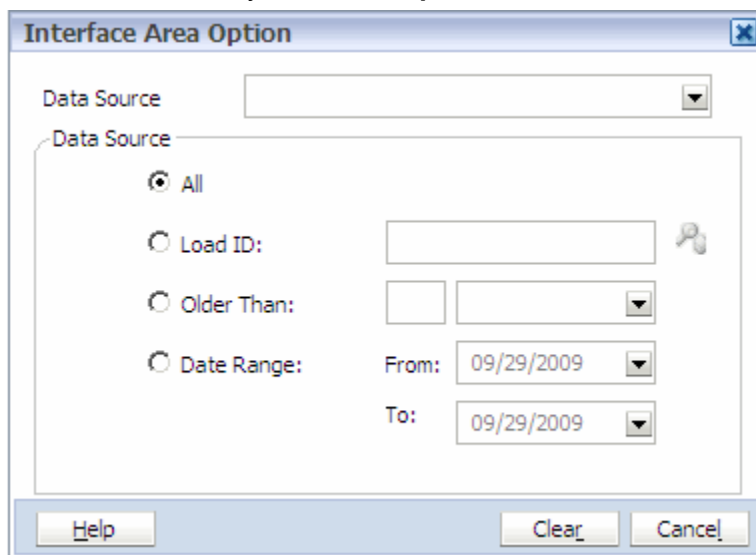 Interface Area Option
Data Source
Data Source
All
Load ID:
Older Than:
Date Range: From: 09/29/2009
To: 09/29/2009
Help Clear Cancel